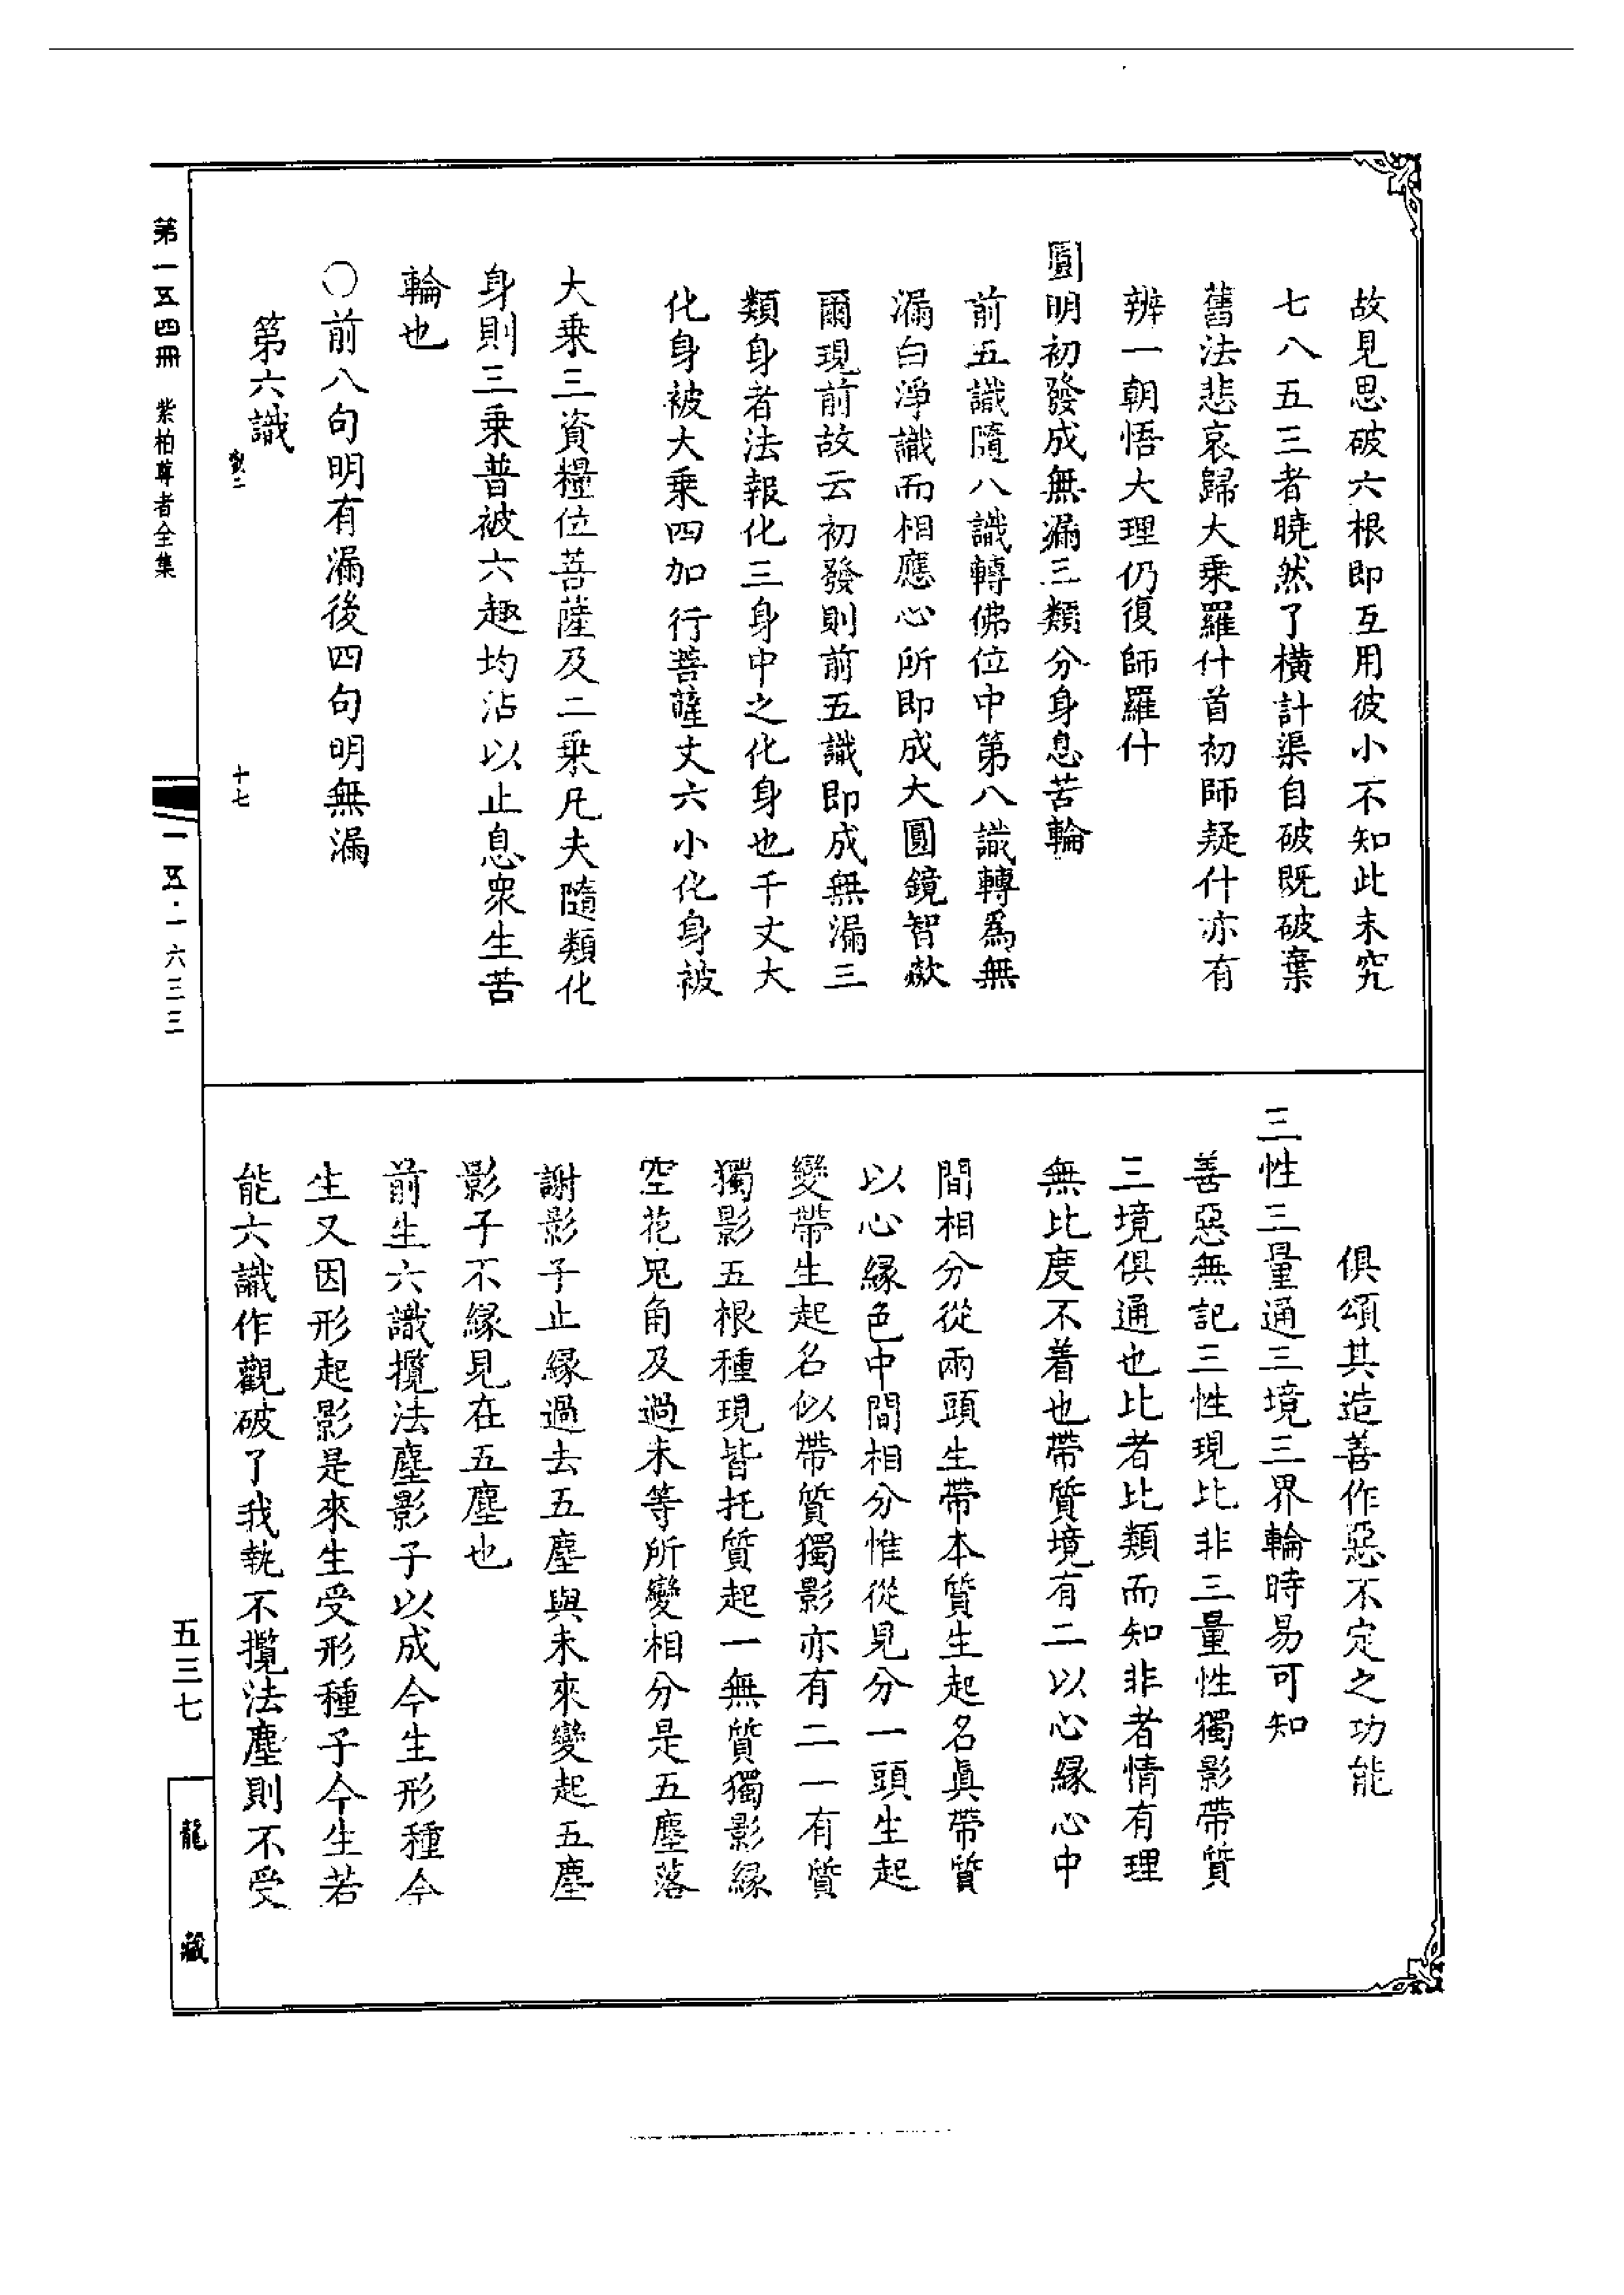 故見思破六根即互用彼小不知此末究
七八五三者曉然了橫計渠自破既破棄
舊法悲哀歸大乘羅什首初師疑什亦有
辨一朝悟大理仍復師羅什
圓明初發成無漏三類分身息苦輪
前五識隨八識轉佛位中第八識轉爲無
漏白淨識而相應心所即成大圓鏡智歘
爾現前故云初發則前五識即成無漏三
類身者法報化三身中之化身也千丈大
化身被大乘四加行菩薩丈六小化身被
大乘三資糧位菩薩及二乘凡夫隨類化
身則三乘普被六趣均沾以止息衆生苦
輪也
〇前八句明有漏後四句明無漏
第六識
十七
俱頌其造善作惡不定之功能
三性三量通三境三界輪時易可知
善惡無記三性現比非三量性獨影帶質
三境俱通也比者比類而知非者情有理
無比度不着也帶質境有二以心緣心中
間相分從兩頭生帶本質生起名眞帶質
以心緣色中間相分惟從見分一頭生起
變帶生起名似帶質獨影亦有二一有質
獨影五根種現皆托質起一無質獨影緣
空花兎角及過未等所變相分是五塵落
謝影子止緣過去五塵與未來變起五塵
影子不緣見在五塵也
前生六識攬法塵影子以成今生形種今
生又因形起影是來生受形種子今生若
能六識作觀破了我執不攬法塵則不受
第一五四冊 紫柏尊者全集
一五·一六三三
五三七
龍藏